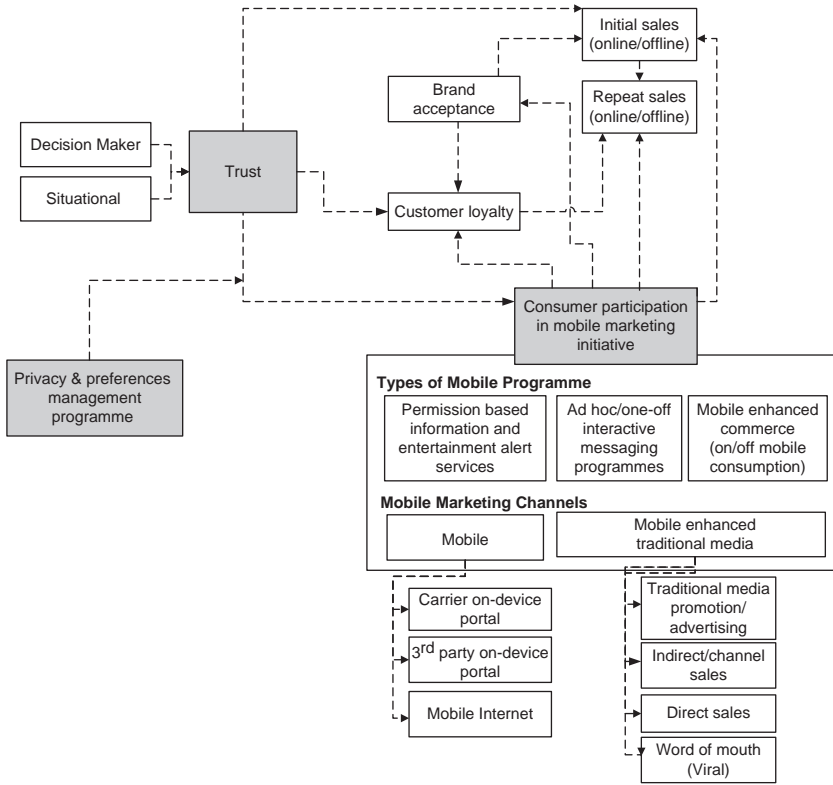 Initial sales
(online/offline)
Brand
acceptance
Repeat sales
(online/offline)
Decision Maker
Situational
Trust
Customer loyalty
Consumer participation
in mobile marketing
initiative
Privacy & preferences
management
programme
Types of Mobile Programme
Permission based
information and
entertainment alert
services
Ad hoc/one-off
interactive
messaging
programmes
Mobile enhanced
commerce
(on/off mobile
consumption)
Mobile Marketing Channels
Mobile
Mobile enhanced
traditional media
Carrier on-device
portal
3rd party on-device
portal
Mobile Internet
Traditional media
promotion/
advertising
Indirect/channel
sales
Direct sales
Word of mouth
(Viral)